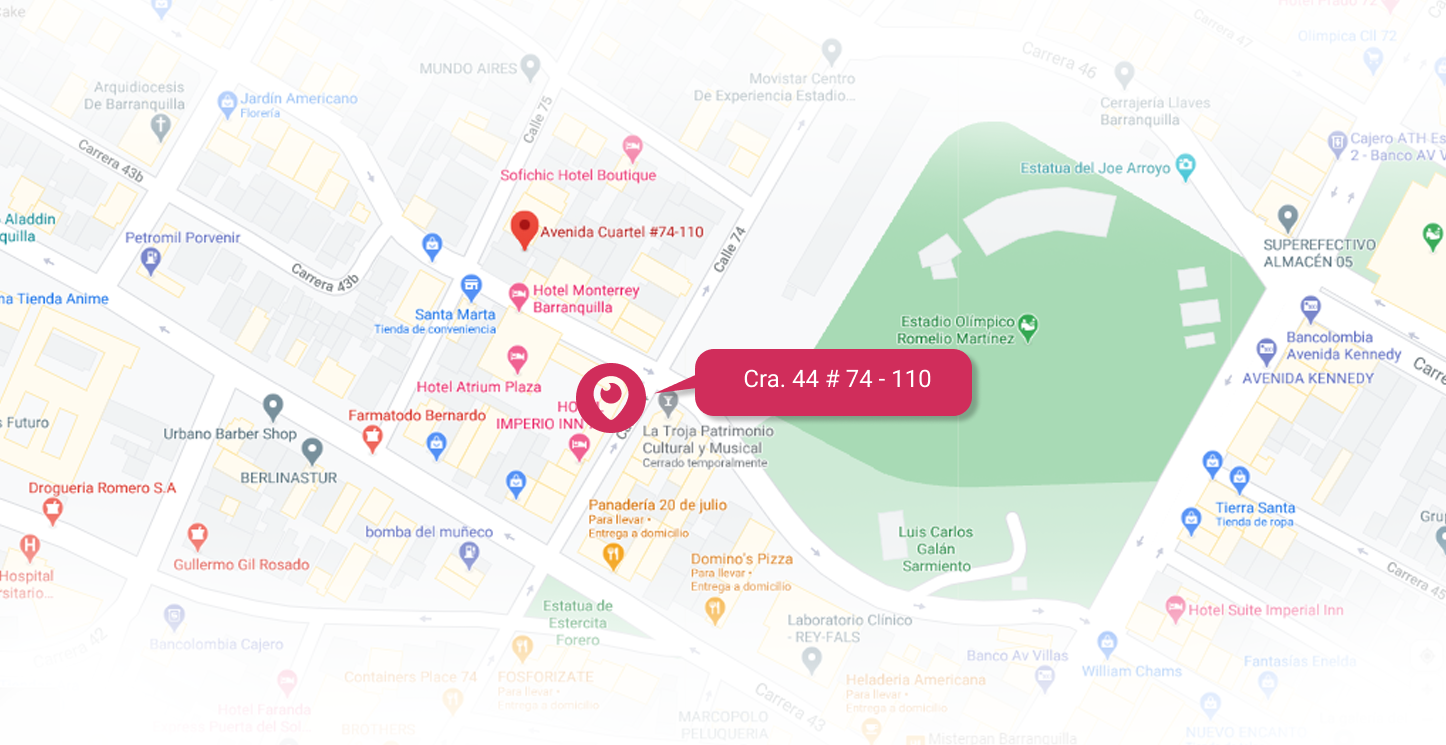 Cake
Hotel Prado 72
Carrera 47
Olimpica Cll 72
MUNDO AIRES
Carrera 46
Movistar Centro
De Experiencia Estadio...
Arquidiocesis
De Barranquilla
Jardín Americano
Florería
Calle 75
Cerrajería Llaves
Barranquilla
Cajero ATH Es
2 - Banco AV V
Carrera 43b
Sofichic Hotel Boutique
Estatua del Joe Arroyo
Aladdin
quilla
Petromil Porvenir
Avenida Cuartel #74-110
Calle 74
SUPEREFECTIVO
ALMACÉN 05
Carrera 43b
Hotel Monterrey
Barranquilla
na Tienda Anime
Santa Marta
Tienda de conveniencia
Estadio Olímpico
Romelio Martínez
Bancolombia
Avenida Kennedy
AVENIDA KENNEDY
Cra. 44 # 74 - 110
Hotel Atrium Plaza
HO
IMPERIO INN
Farmatodo Bernardo
s Futuro
Urbano Barber Shop
La Troja Patrimonio
Cultural y Musical
Cerrado temporalmente
BERLINASTUR
Drogueria Romero S.A
Panadería 20 de julio
Para llevar •
Entrega a domicilio
Tierra Santa
Tienda de ropa
Grup
bomba del muñeco
Luis Carlos
Galán
Sarmiento
Gullermo Gil Rosado
Domino's Pizza
Para llevar •
Entrega a domicilio
Hospital
rsitario...
Carrera 45
Estatua de
Estercita
Forero
Hotel Suite Imperial Inn
Laboratorio Clínico
- REY-FALS
Bancolombia Cajero
Carrera 42
Banco Av Villas
William Chams
Fantasías Enelda
Containers Place 74
FOSFORIZATE
Para llevar •
Entrega a domicilio
Heladeria Americana
Para llevar •
Entrega a domicilio
Carrera 43
Hotel Faranda
Puerta del Sol...
BROTHERS
MARCOPOLO
PELUQUERIA
Misterpan Barranquilla
NUEVO ENCANTO